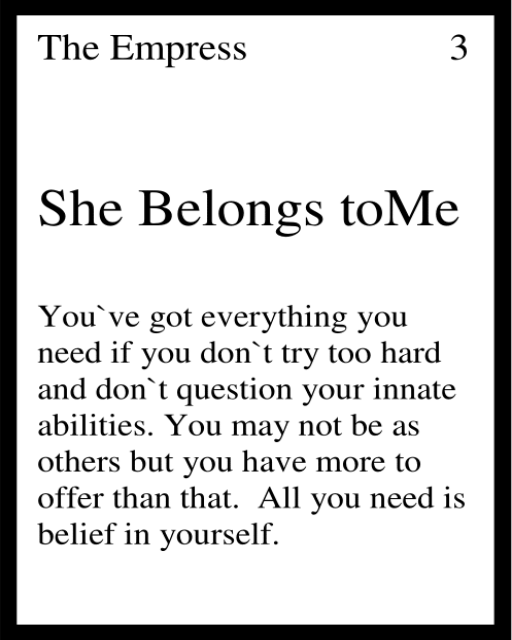 The Empress 3
She Belongs toMe
You`ve got everything you
need if you don`t try too hard
and don`t question your innate
abilities. You may not be as
others but you have more to
offer than that.  All you need is
belief in yourself.